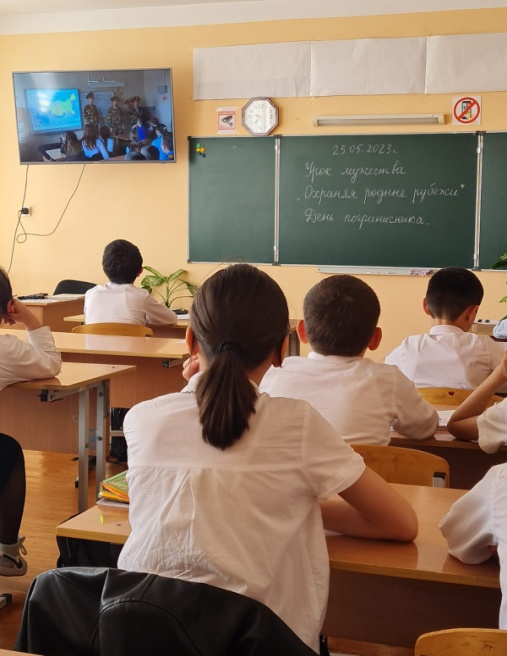 25.05.2023г.
Урок мужества
"Охраняя родные рубежи"
День пограничника.